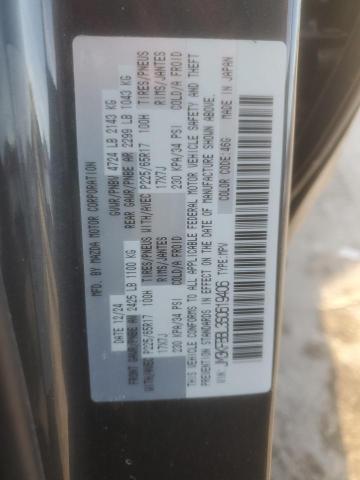 MFD. BY MAZDA MOTOR CORPORATION
DATE 12/24 GVWR/PNBV 4724 LB 2143 KG
FRONT GAWR/PNBE AV 2425 LB 1100 KG REAR GAWR/PNBE AR 2299 LB 1043 KG
WITH/AVEC P225/65R17 100H TIRES/PNEUS WITH/AVEC P225/65R17 100H TIRES/PNEUS
17X7J RIMS/JANTES 17X7J RIMS/JANTES
230 KPA/34 PSI COLD/A FROID 230 KPA/34 PSI COLD/A FROID
THIS VEHICLE CONFORMS TO ALL APPLICABLE FEDERAL MOTOR VEHICLE SAFETY AND THEFT
PREVENTION STANDARDS IN EFFECT ON THE DATE OF MANUFACTURE SHOWN ABOVE.
VIN: TYPE:MPV COLOR CODE:46G MADE IN JAPAN